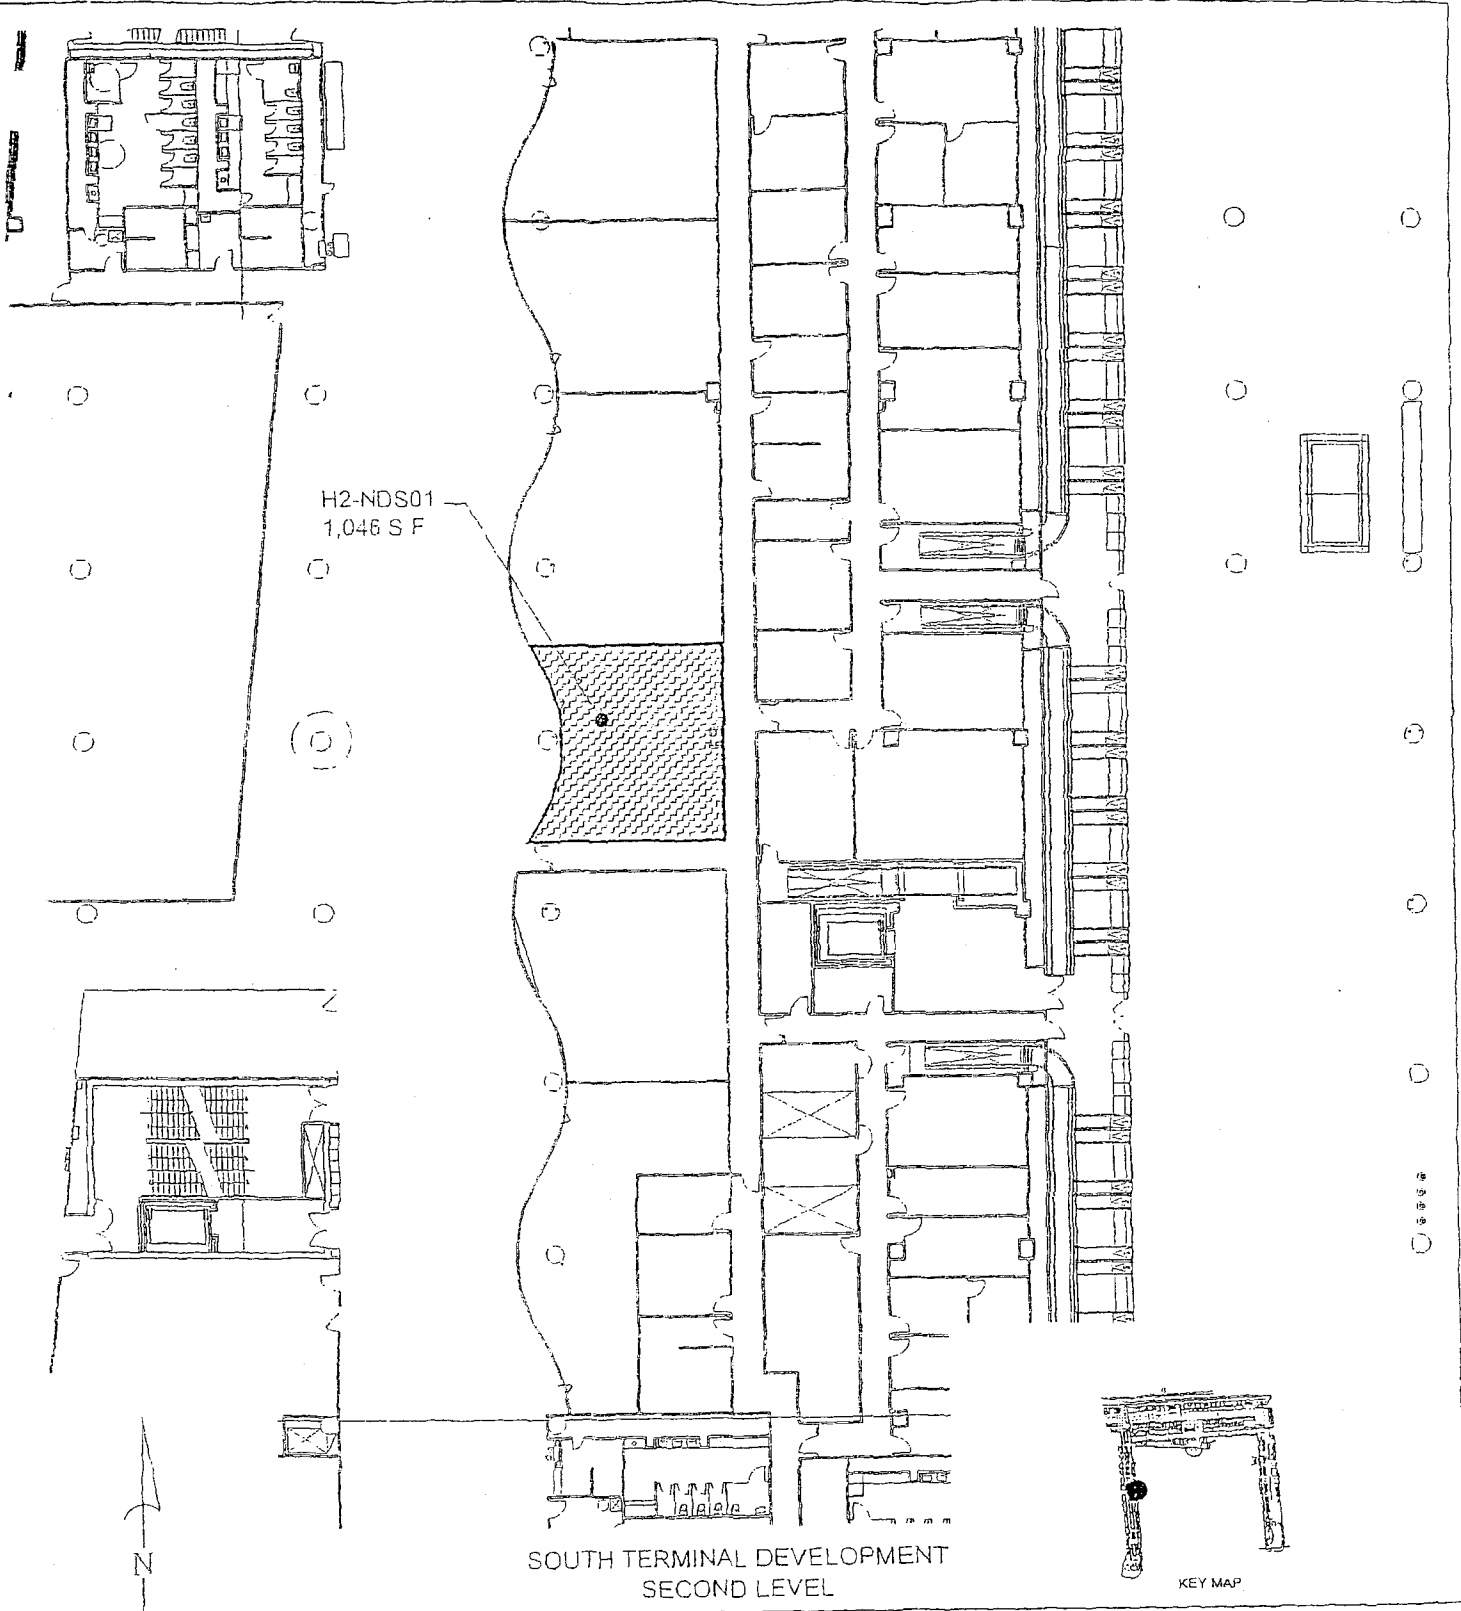 H2-NDS01
1,046 S F
N
SOUTH TERMINAL DEVELOPMENT
SECOND LEVEL
KEY MAP